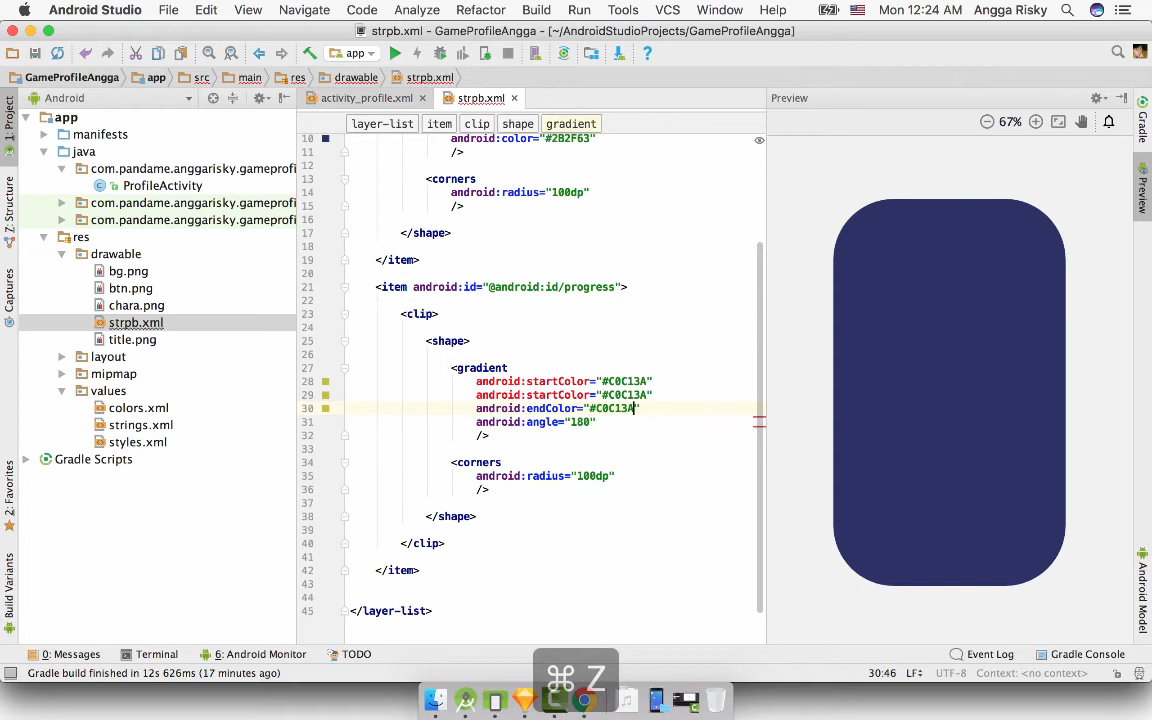 Android Studio File Edit View Navigate Code Analyze Refactor Build Run Tools VCS Window Help Mon 12:24 AM Angga Risky
strpb.xml - GameProfileAngga - [~/AndroidStudioProjects/GameProfileAngga]
app
GameProfileAngga app src main res drawable strpb.xml
Android
activity_profile.xml
strpb.xml
Preview
layer-list item clip shape gradient
67%
1: Project
Z: Structure
Captures
2: Favorites
Build Variants
app
manifests
java
com.pandame.anggarisky.gameprofi
ProfileActivity
com.pandame.anggarisky.gameprofi
com.pandame.anggarisky.gameprofi
res
drawable
bg.png
btn.png
chara.png
strpb.xml
title.png
layout
mipmap
values
colors.xml
strings.xml
styles.xml
Gradle Scripts
10 android:color="#2B2F63"
11 />
12
13 <corners
14 android:radius="100dp"
15 />
16
17 </shape>
18
19 </item>
20
21 <item android:id="@android:id/progress">
22
23 <clip>
24
25 <shape>
26
27 <gradient
28 android:startColor="#C0C13A"
29 android:startColor="#C0C13A"
30 android:endColor="#C0C13A"
31 android:angle="180"
32 />
33
34 <corners
35 android:radius="100dp"
36 />
37
38 </shape>
39
40 </clip>
41
42 </item>
43
44
45 </layer-list>
Gradle
Preview
Android Model
0: Messages Terminal 6: Android Monitor TODO Event Log Gradle Console
Gradle build finished in 12s 626ms (17 minutes ago) 30:46 LF UTF-8 Context: <no context>
⌘ Z